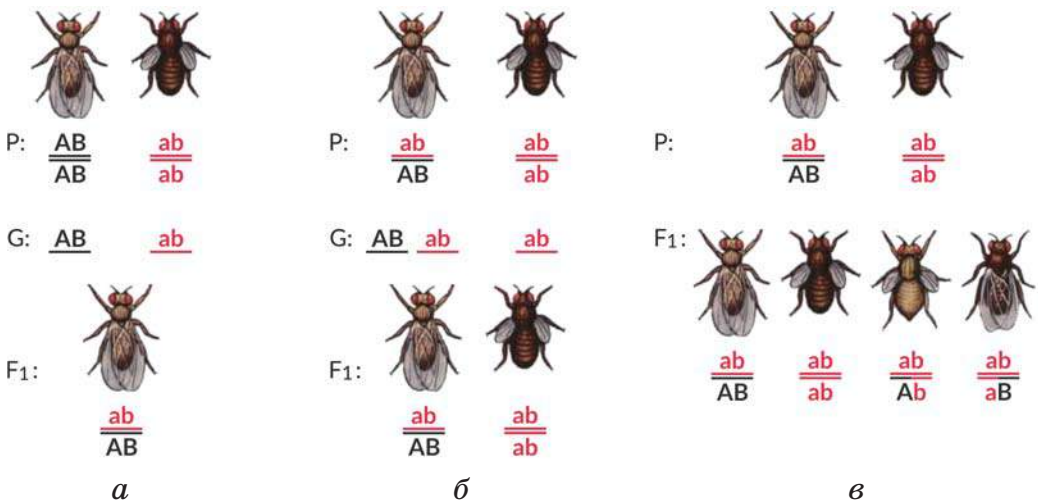 P: AB ab
AB ab
G: AB ab
F1:
ab
AB
а
P: ab ab
AB ab
G: AB ab ab
F1:
ab ab
AB ab
б
P: ab ab
AB ab
F1:
ab ab ab ab
AB ab Ab aB
в